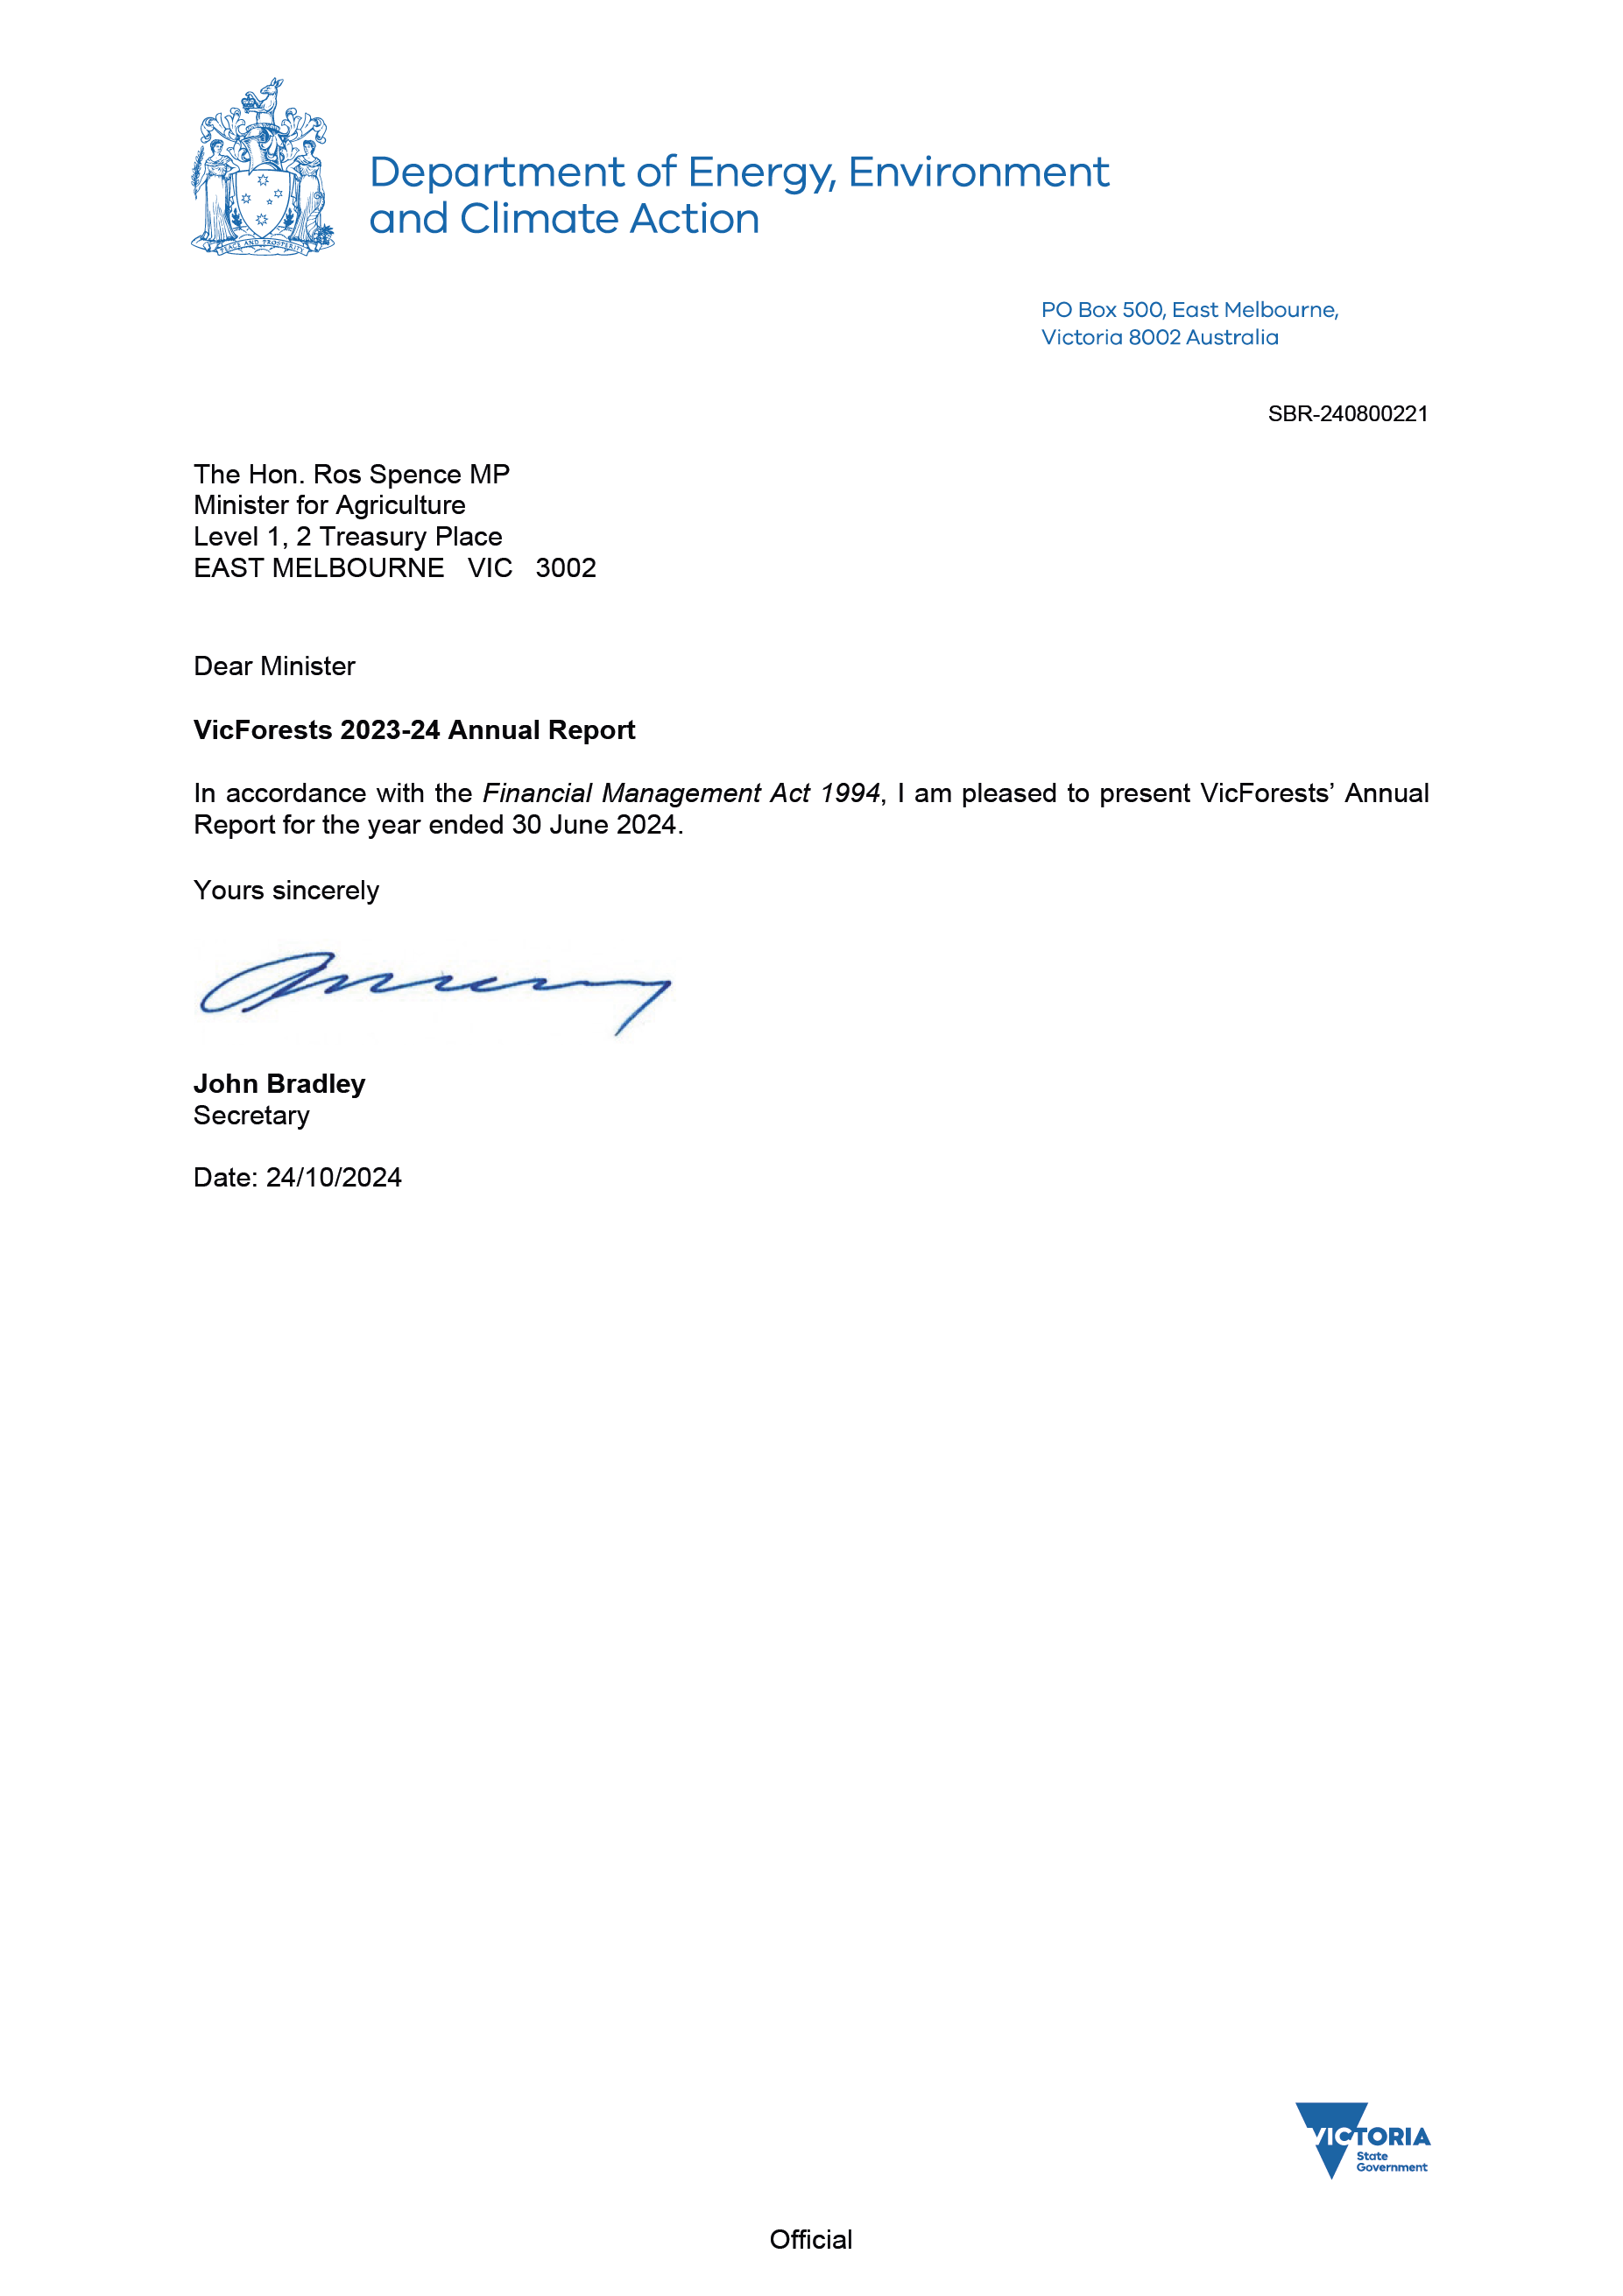 PEACE AND PROSPERITY
Department of Energy, Environment
and Climate Action
PO Box 500, East Melbourne,
Victoria 8002 Australia
SBR-240800221
The Hon. Ros Spence MP
Minister for Agriculture
Level 1, 2 Treasury Place
EAST MELBOURNE VIC 3002
Dear Minister
VicForests 2023-24 Annual Report
In accordance with the Financial Management Act 1994, I am pleased to present VicForests’ Annual
Report for the year ended 30 June 2024.
Yours sincerely
John Bradley
Secretary
Date: 24/10/2024
VICTORIA
State
Government
Official